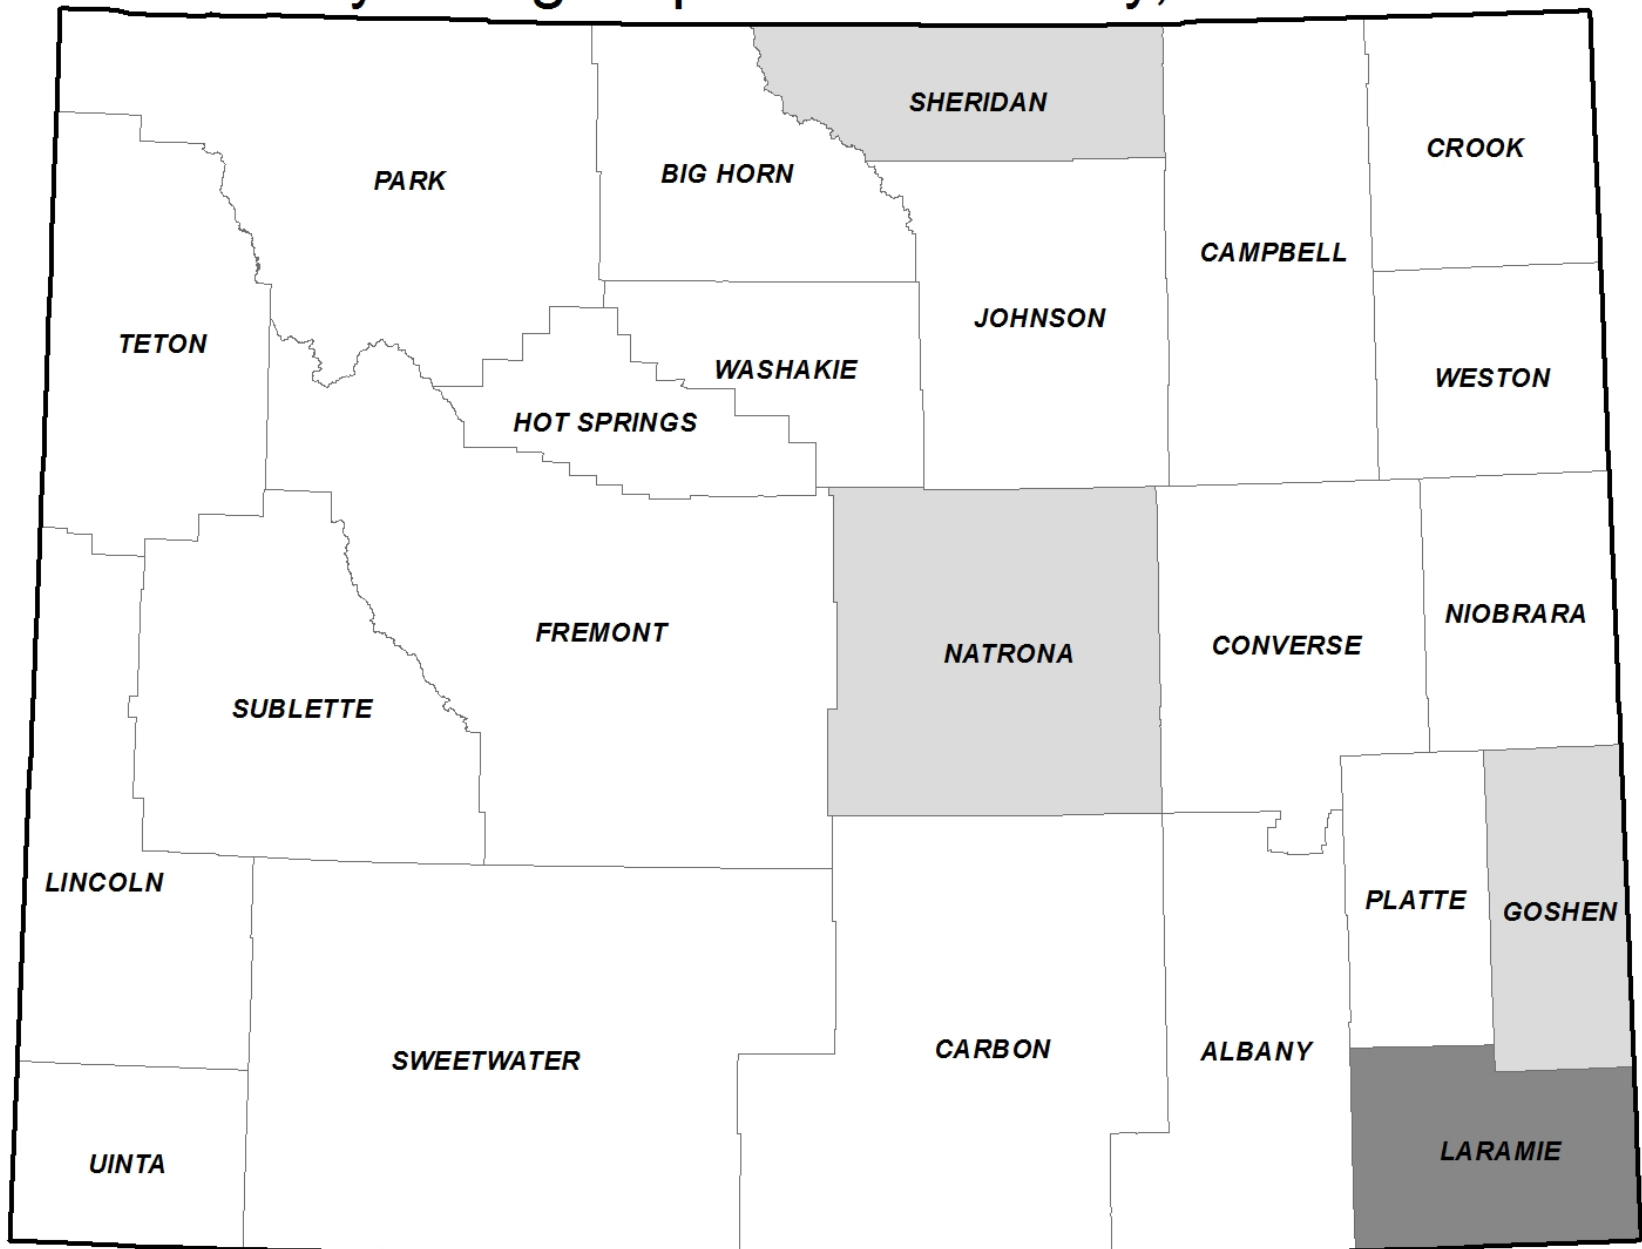 SHERIDAN
CROOK
PARK
BIG HORN
CAMPBELL
JOHNSON
TETON
WASHAKIE
WESTON
HOT SPRINGS
NIOBRARA
FREMONT
CONVERSE
NATRONA
SUBLETTE
LINCOLN
PLATTE
GOSHEN
CARBON
ALBANY
SWEETWATER
LARAMIE
UINTA